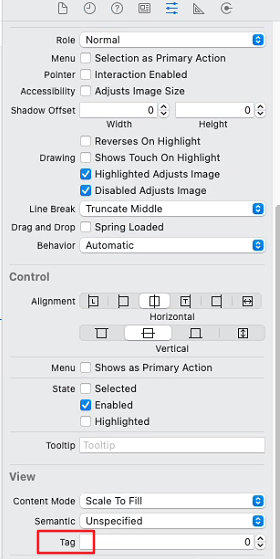 Role Normal
Menu Selection as Primary Action
Pointer Interaction Enabled
Accessibility Adjusts Image Size
Shadow Offset 0 0
Width Height
Reverses On Highlight
Drawing Shows Touch On Highlight
Highlighted Adjusts Image
Disabled Adjusts Image
Line Break Truncate Middle
Drag and Drop Spring Loaded
Behavior Automatic
Control
Alignment L T
Horizontal
Vertical
Menu Shows as Primary Action
State Selected
Enabled
Highlighted
Tooltip Tooltip
View
Content Mode Scale To Fill
Semantic Unspecified
Tag 0